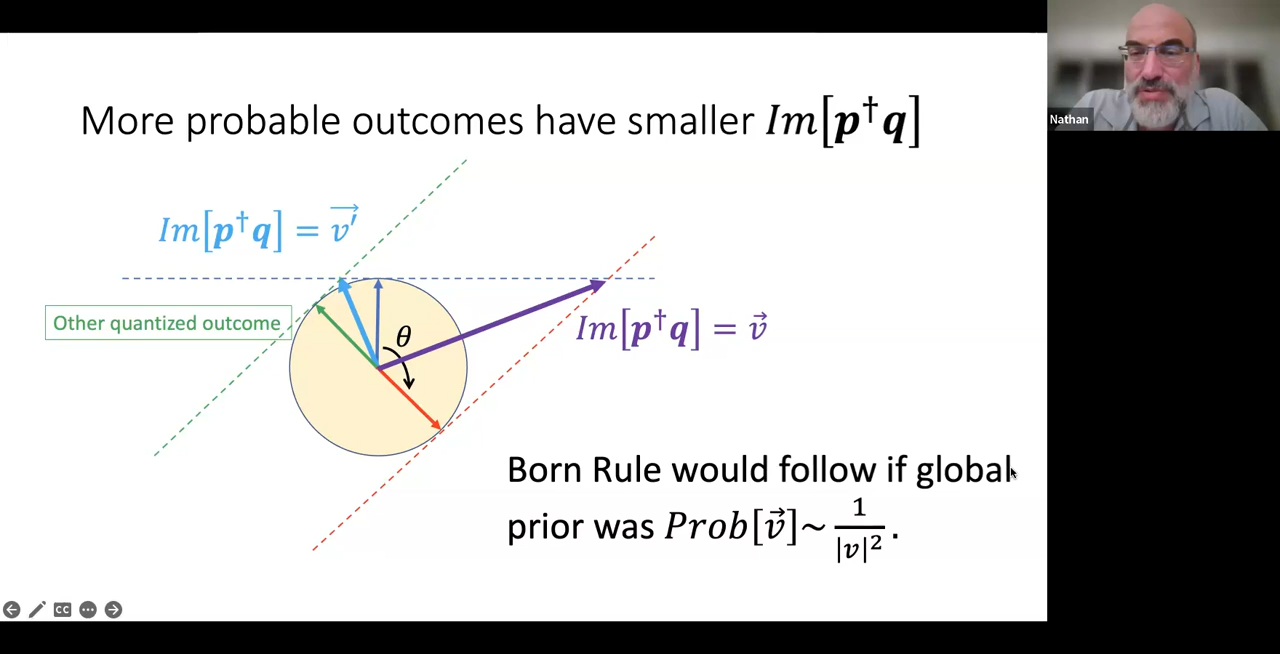 More probable outcomes have smaller Im[p†q]
Nathan
Im[p†q] = v⃗′
Other quantized outcome
θ
Im[p†q] = v⃗
Born Rule would follow if global
prior was Prob[v⃗]~ 1/|v|².
CC